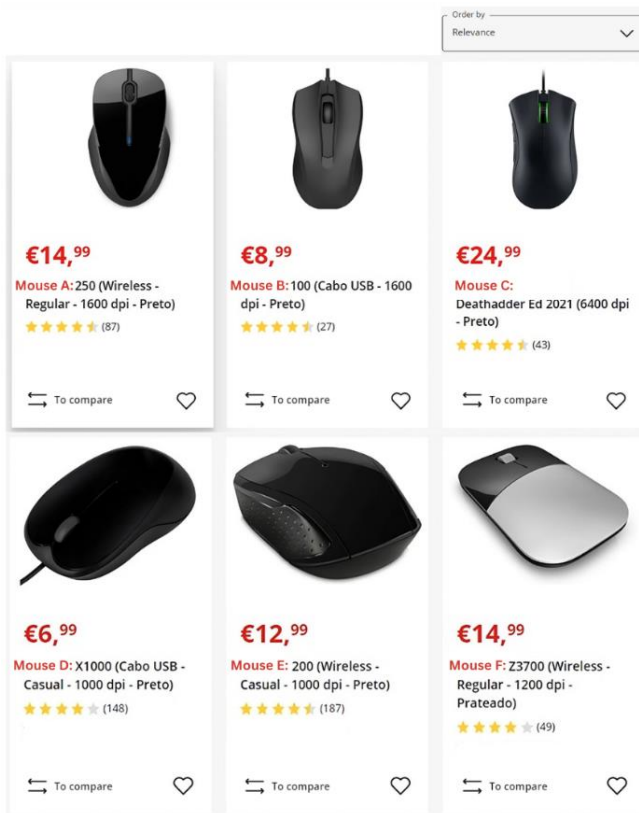 Order by
Relevance
€14,99
Mouse A: 250 (Wireless -
Regular - 1600 dpi - Preto)
(87)
To compare
€8,99
Mouse B: 100 (Cabo USB - 1600
dpi - Preto)
(27)
To compare
€24,99
Mouse C:
Deathadder Ed 2021 (6400 dpi
- Preto)
(43)
To compare
€6,99
Mouse D: X1000 (Cabo USB -
Casual - 1000 dpi - Preto)
(148)
To compare
€12,99
Mouse E: 200 (Wireless -
Casual - 1000 dpi - Preto)
(187)
To compare
€14,99
Mouse F: Z3700 (Wireless -
Regular - 1200 dpi -
Prateado)
(49)
To compare